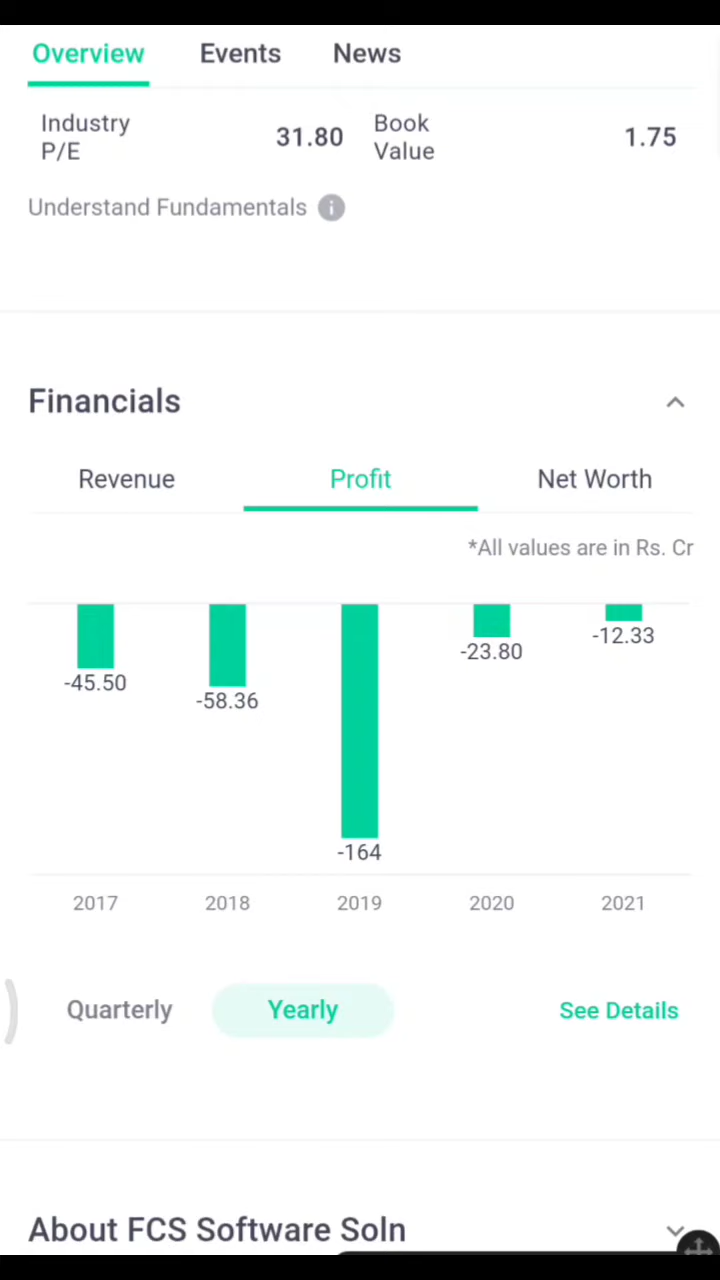 Overview Events News
Industry P/E 31.80 Book Value 1.75
Understand Fundamentals i
Financials
Revenue Profit Net Worth
*All values are in Rs. Cr
-45.50 -58.36 -164 -23.80 -12.33
2017 2018 2019 2020 2021
Quarterly Yearly See Details
About FCS Software Soln